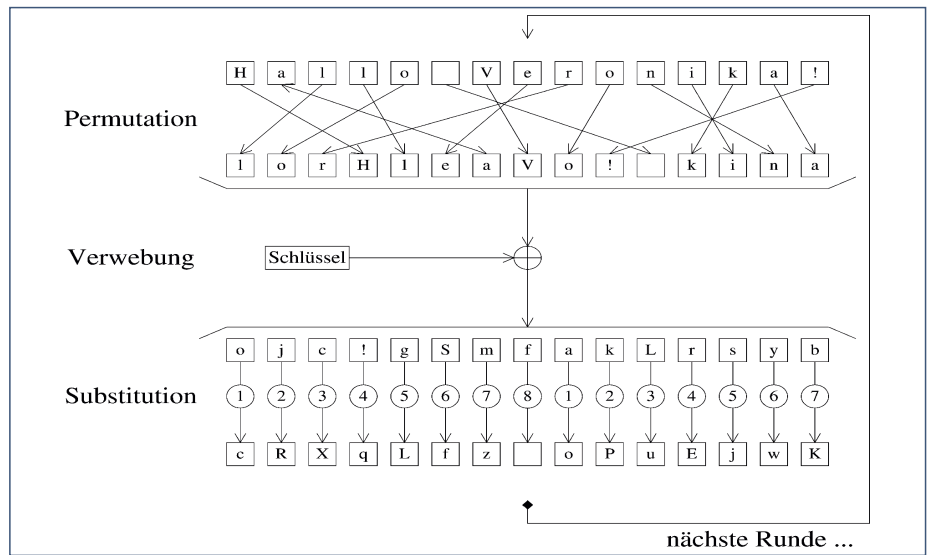 H a l l o V e r o n i k a !
Permutation
l o r H l e a V o ! k i n a
Verwebung
Schlüssel
o j c ! g S m f a k L r s y b
Substitution
1 2 3 4 5 6 7 8 1 2 3 4 5 6 7
c R X q L f z o P u E j w K
nächste Runde ...